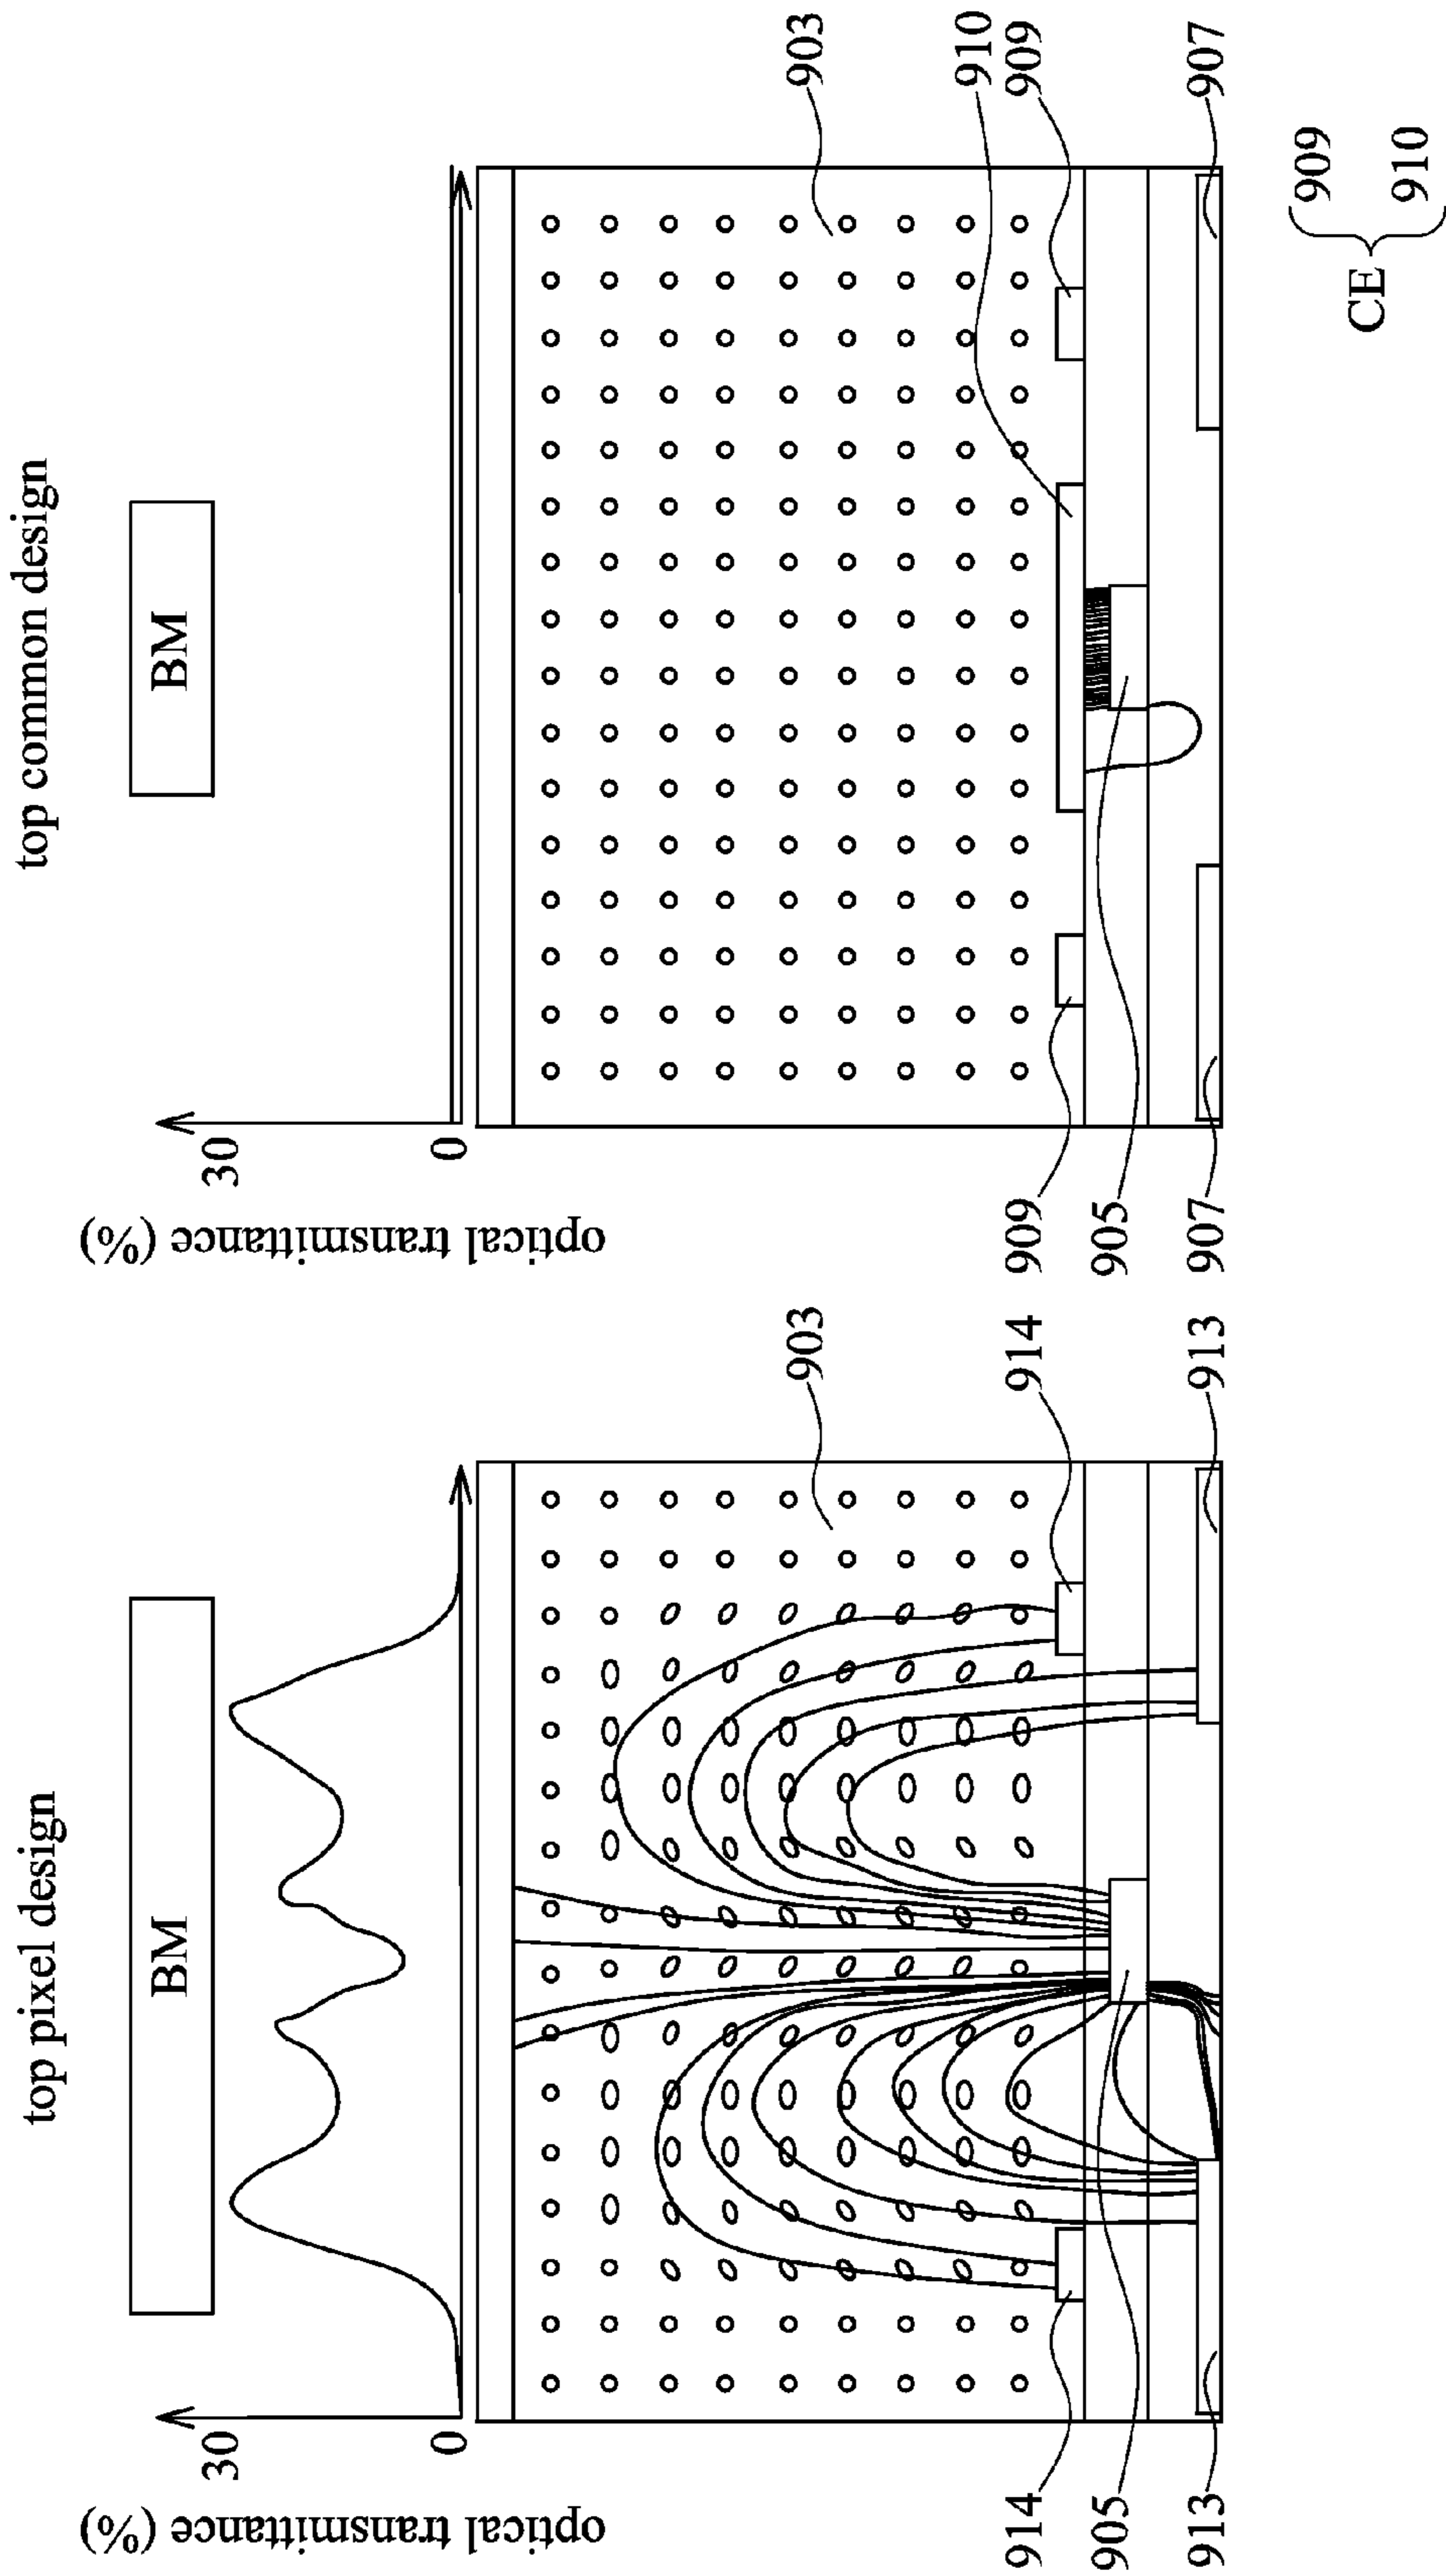 top pixel design
BM
optical transmittance (%)
30
0
903
914
914
905
913
913
top common design
BM
optical transmittance (%)
30
0
903
910
909
909
905
907
907
CE { 909
910